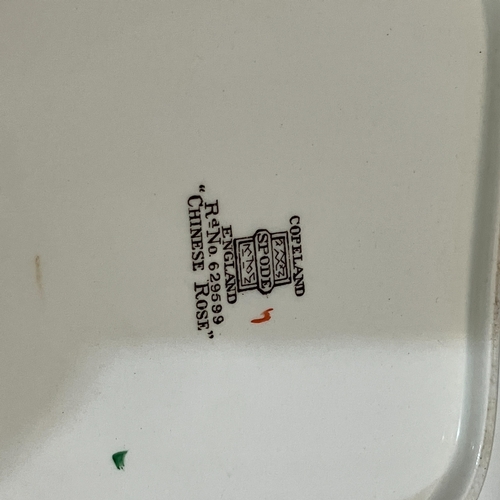 COPELAND
SPODE
ENGLAND
Rd No. 629599
"CHINESE ROSE"